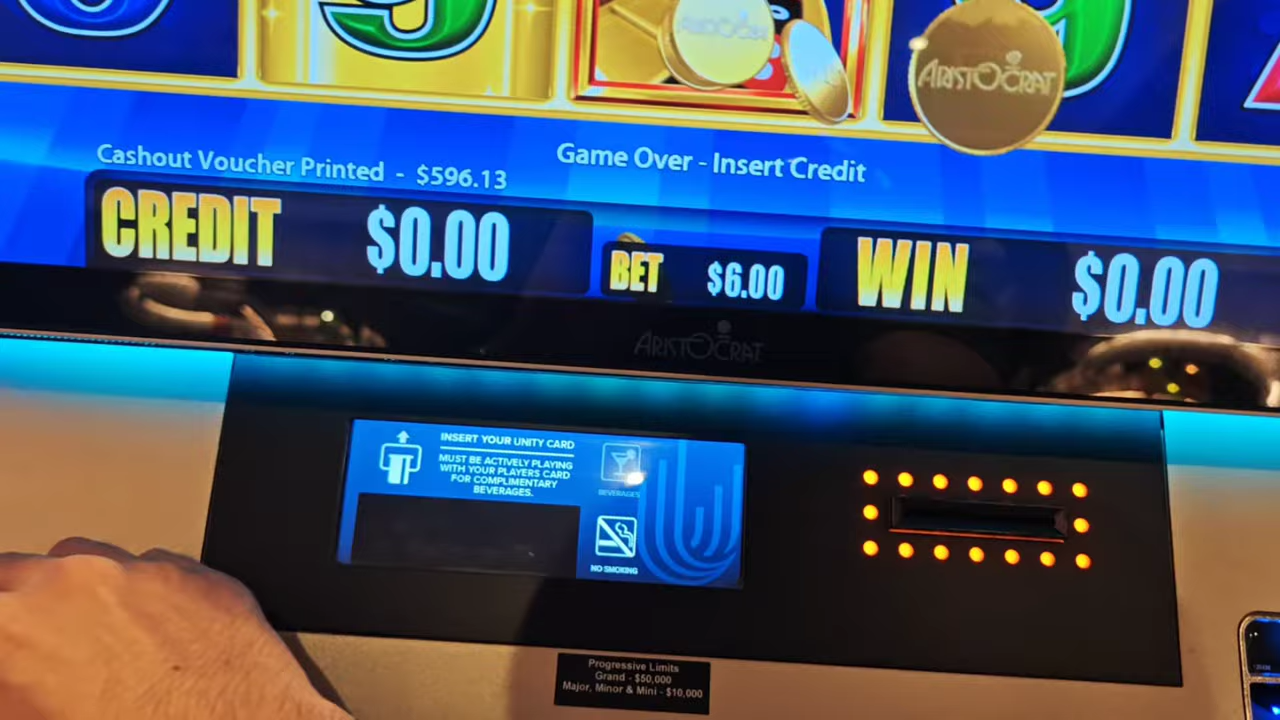 9
ARISTOCRAT
ARISTOCRAT
Cashout Voucher Printed - $596.13
Game Over - Insert Credit
CREDIT $0.00
BET $6.00
WIN $0.00
ARISTOCRAT
INSERT YOUR UNITY CARD
MUST BE ACTIVELY PLAYING
WITH YOUR PLAYERS CARD
FOR COMPLIMENTARY
BEVERAGES.
BEVERAGES
NO SMOKING
Progressive Limits
Grand - $50,000
Major, Minor & Mini - $10,000